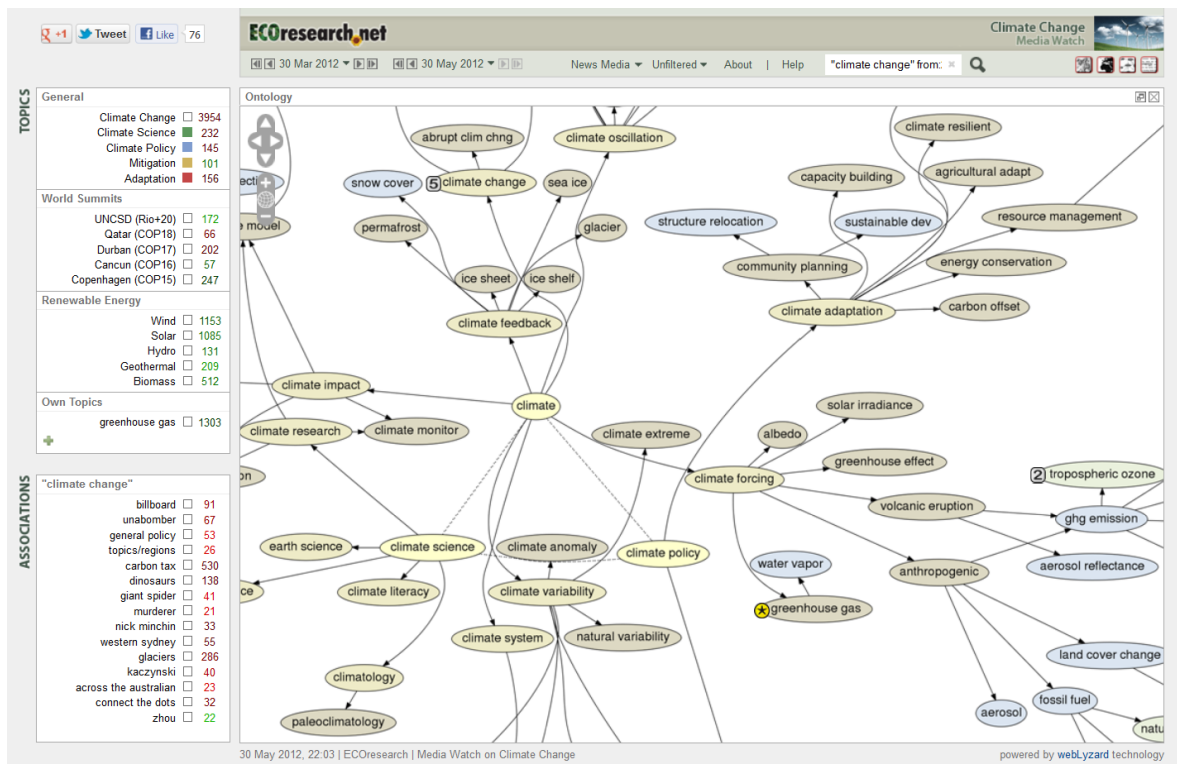 +1
Tweet
Like
76
ECOresearch.net
Climate Change
Media Watch
30 Mar 2012
30 May 2012
News Media
Unfiltered
About | Help
"climate change" from:
TOPICS
General
Climate Change 3954
Climate Science 232
Climate Policy 145
Mitigation 101
Adaptation 156
World Summits
UNCSD (Rio+20) 172
Qatar (COP18) 66
Durban (COP17) 202
Cancun (COP16) 57
Copenhagen (COP15) 247
Renewable Energy
Wind 1153
Solar 1085
Hydro 131
Geothermal 209
Biomass 512
Own Topics
greenhouse gas 1303
ASSOCIATIONS
"climate change"
billboard 91
unabomber 67
general policy 53
topics/regions 26
carbon tax 530
dinosaurs 138
giant spider 41
murderer 21
nick minchin 33
western sydney 55
glaciers 286
kaczynski 40
across the australian 23
connect the dots 32
zhou 22
Ontology
abrupt clim chng
climate oscillation
climate resilient
snow cover
5 climate change
sea ice
capacity building
agricultural adapt
e model
permafrost
glacier
structure relocation
sustainable dev
resource management
ice sheet
ice shelf
community planning
energy conservation
climate feedback
climate adaptation
carbon offset
climate impact
climate
solar irradiance
climate research
climate monitor
climate extreme
albedo
greenhouse effect
on
climate forcing
2 tropospheric ozone
volcanic eruption
ghg emission
earth science
climate science
climate anomaly
climate policy
water vapor
anthropogenic
aerosol reflectance
ce
climate literacy
climate variability
greenhouse gas
climate system
natural variability
land cover change
climatology
fossil fuel
aerosol
paleoclimatology
natu
30 May 2012, 22:03 | ECOresearch | Media Watch on Climate Change
powered by webLyzard technology